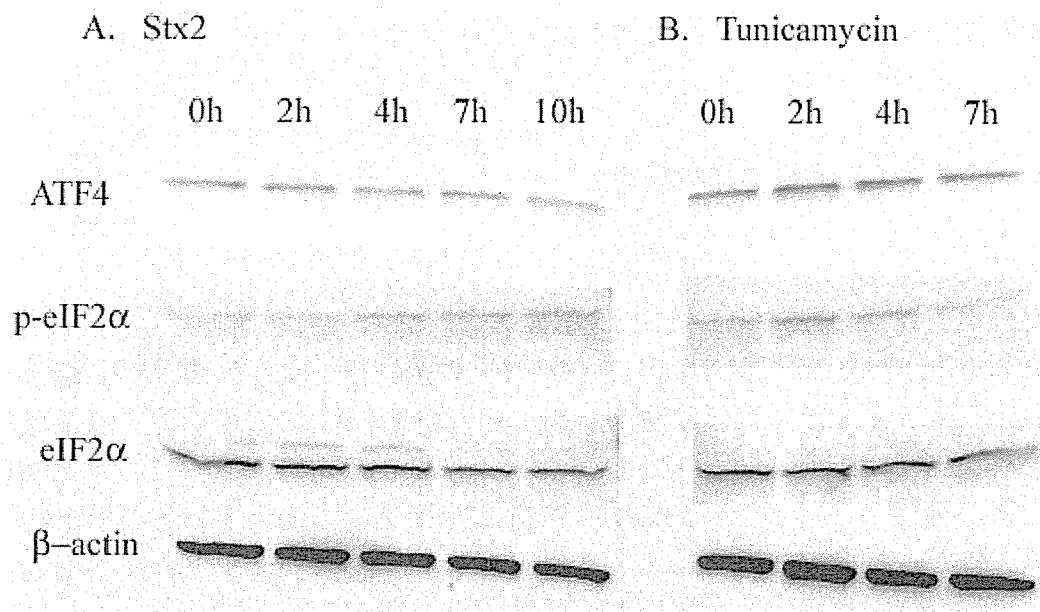 A. Stx2 B. Tunicamycin
0h 2h 4h 7h 10h 0h 2h 4h 7h
ATF4
p-eIF2α
eIF2α
β–actin